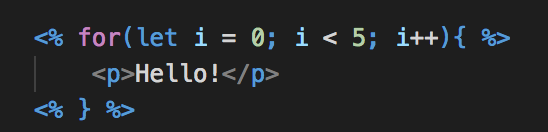 <% for(let i = 0; i < 5; i++){ %>
    <p>Hello!</p>
<% } %>